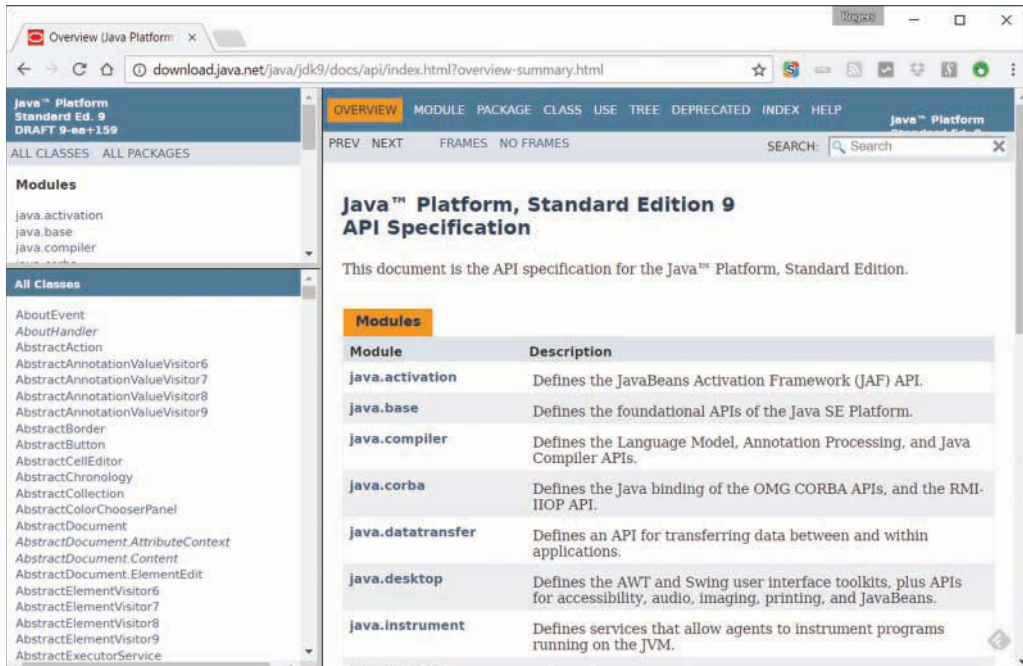 Rogers
Overview (Java Platform
download.java.net/java/jdk9/docs/api/index.html?overview-summary.html
Java™ Platform
Standard Ed. 9
DRAFT 9-ea+159
ALL CLASSES ALL PACKAGES
Modules
java.activation
java.base
java.compiler
All Classes
AboutEvent
AboutHandler
AbstractAction
AbstractAnnotationValueVisitor6
AbstractAnnotationValueVisitor7
AbstractAnnotationValueVisitor8
AbstractAnnotationValueVisitor9
AbstractBorder
AbstractButton
AbstractCellEditor
AbstractChronology
AbstractCollection
AbstractColorChooserPanel
AbstractDocument
AbstractDocument.AttributeContext
AbstractDocument.Content
AbstractDocument.ElementEdit
AbstractElementVisitor6
AbstractElementVisitor7
AbstractElementVisitor8
AbstractElementVisitor9
AbstractExecutorService
OVERVIEW MODULE PACKAGE CLASS USE TREE DEPRECATED INDEX HELP
Java™ Platform
PREV NEXT FRAMES NO FRAMES
SEARCH: Search
Java™ Platform, Standard Edition 9
API Specification
This document is the API specification for the Java™ Platform, Standard Edition.
Modules
Module Description
java.activation Defines the JavaBeans Activation Framework (JAF) API.
java.base Defines the foundational APIs of the Java SE Platform.
java.compiler Defines the Language Model, Annotation Processing, and Java
Compiler APIs.
java.corba Defines the Java binding of the OMG CORBA APIs, and the RMI-
IIOP API.
java.datatransfer Defines an API for transferring data between and within
applications.
java.desktop Defines the AWT and Swing user interface toolkits, plus APIs
for accessibility, audio, imaging, printing, and JavaBeans.
java.instrument Defines services that allow agents to instrument programs
running on the JVM.